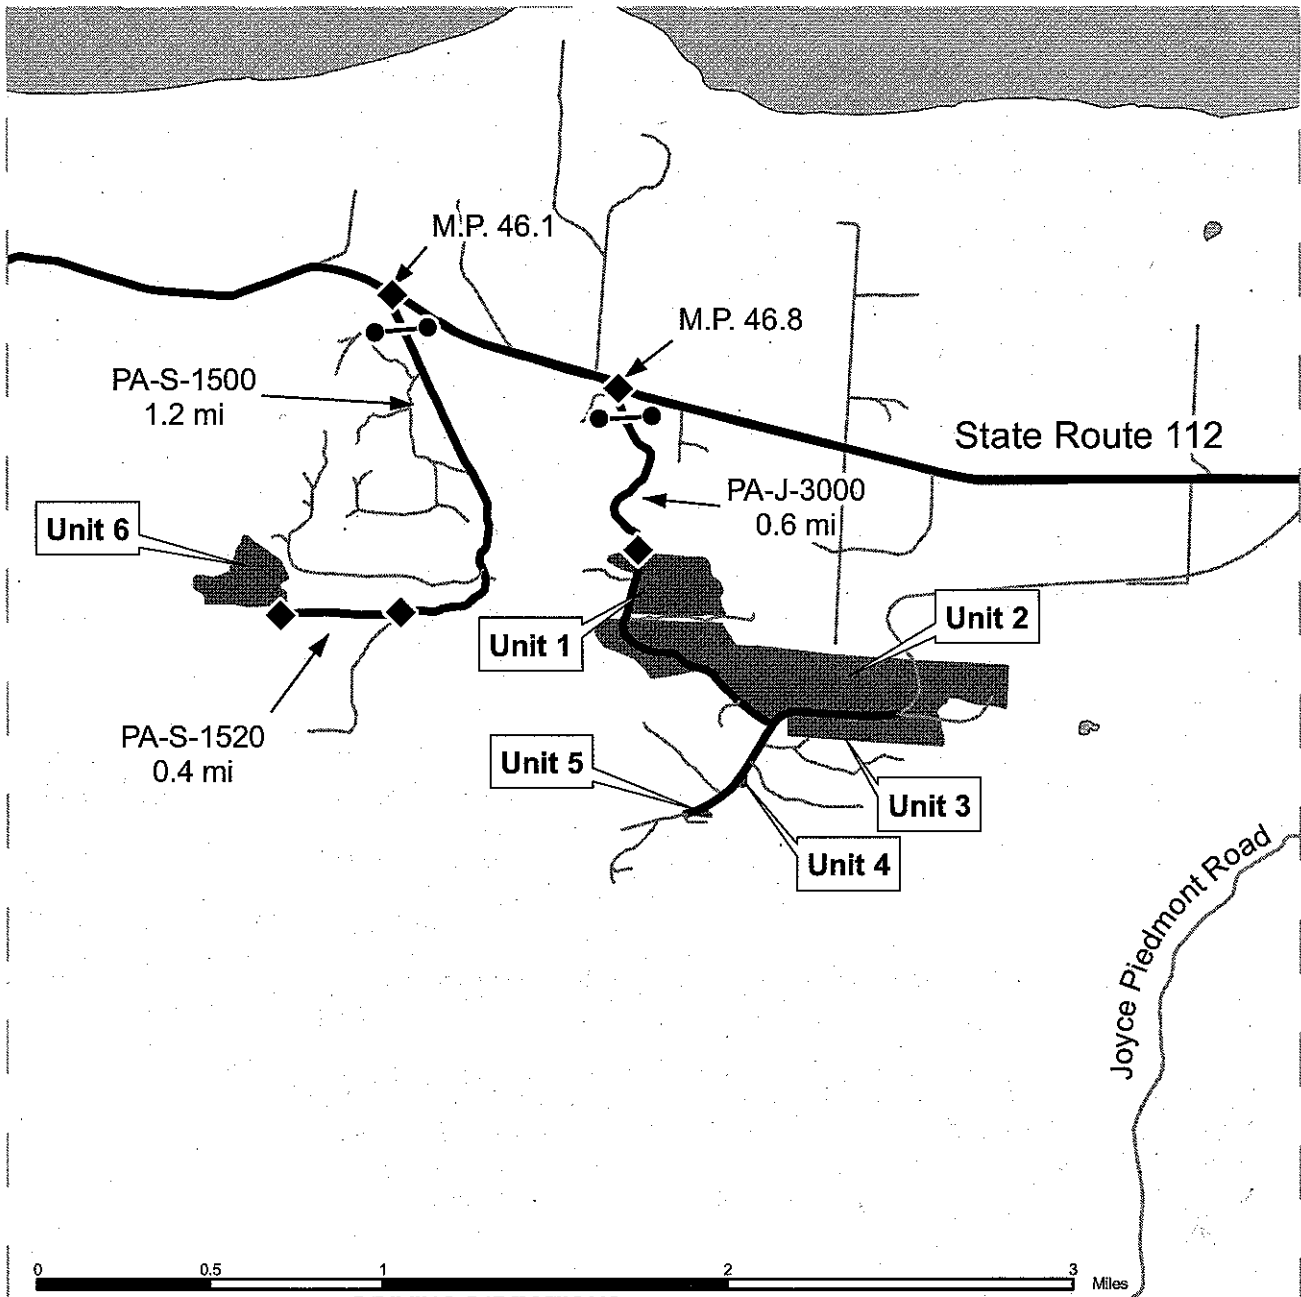 M.P. 46.1
M.P. 46.8
PA-S-1500
1.2 mi
State Route 112
PA-J-3000
0.6 mi
Unit 6
Unit 2
Unit 1
PA-S-1520
0.4 mi
Unit 5
Unit 3
Unit 4
Joyce Piedmont Road
0 0.5 1 2 3 Miles